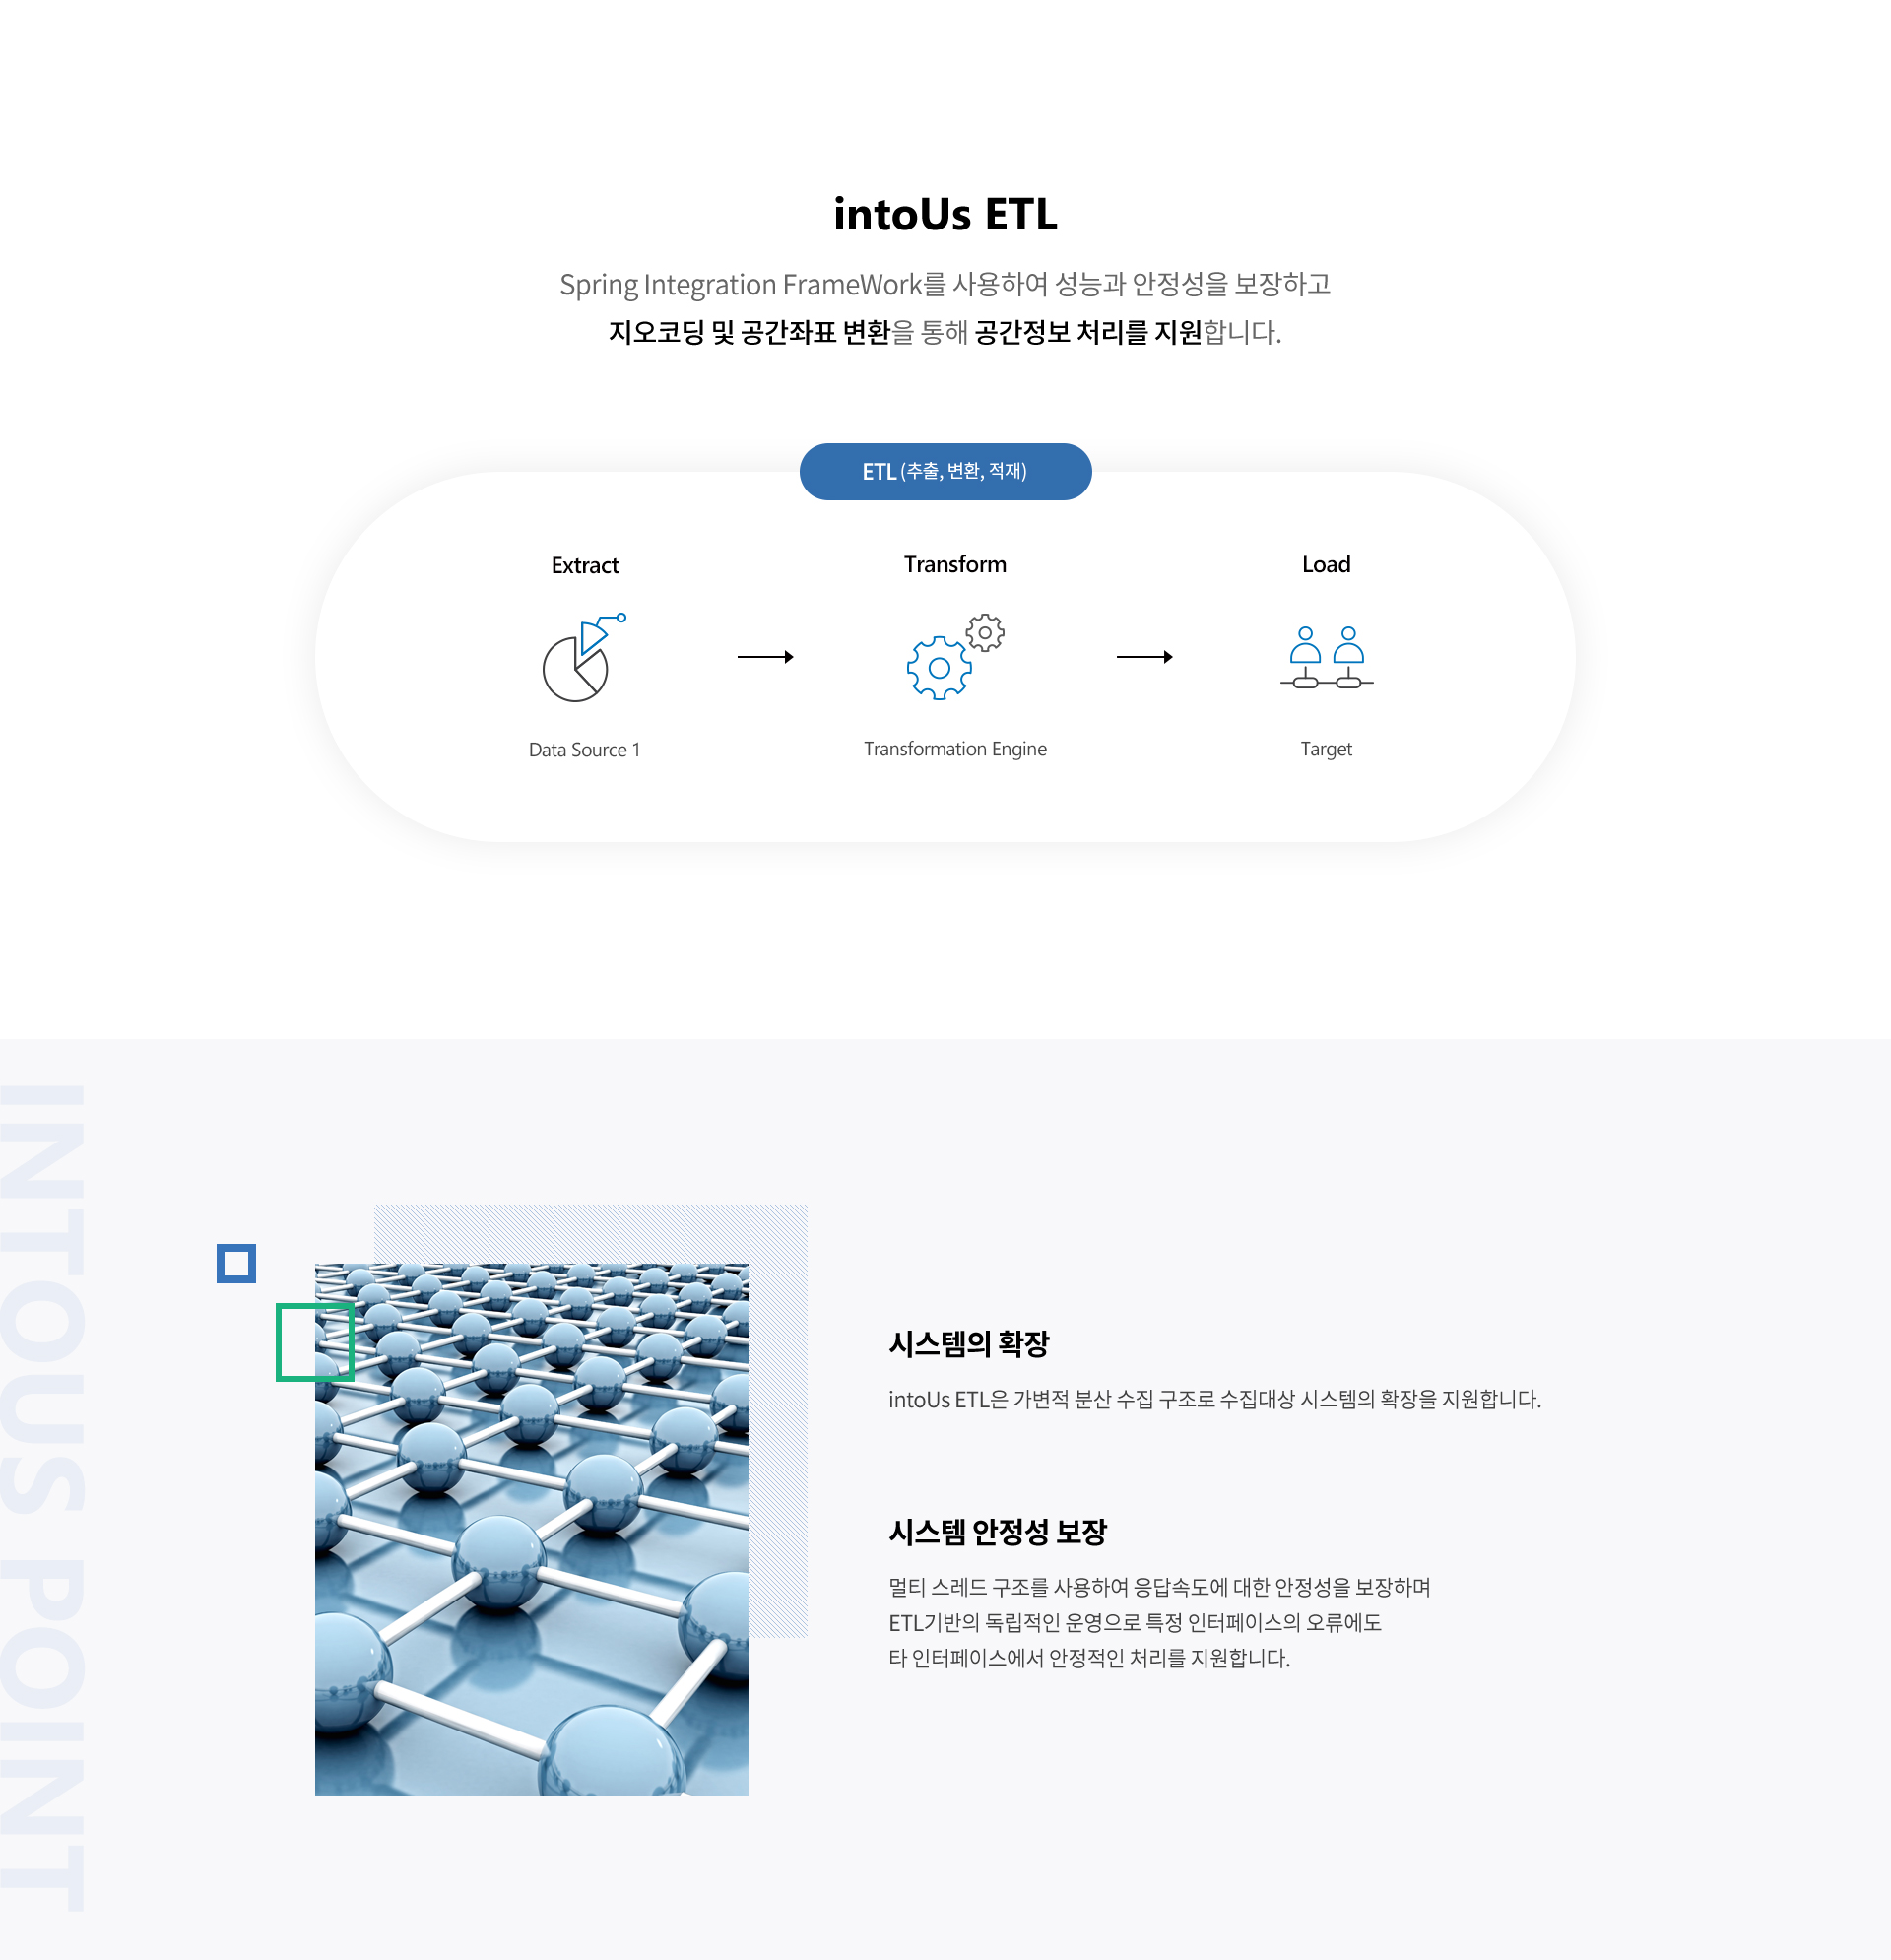 intoUs ETL
Spring Integration FrameWork를 사용하여 성능과 안정성을 보장하고
지오코딩 및 공간좌표 변환을 통해 공간정보 처리를 지원합니다.
ETL (추출, 변환, 적재)
Extract
Transform
Load
Data Source 1
Transformation Engine
Target
INTOUS POINT
시스템의 확장
intoUs ETL은 가변적 분산 수집 구조로 수집대상 시스템의 확장을 지원합니다.
시스템 안정성 보장
멀티 스레드 구조를 사용하여 응답속도에 대한 안정성을 보장하며
ETL기반의 독립적인 운영으로 특정 인터페이스의 오류에도
타 인터페이스에서 안정적인 처리를 지원합니다.